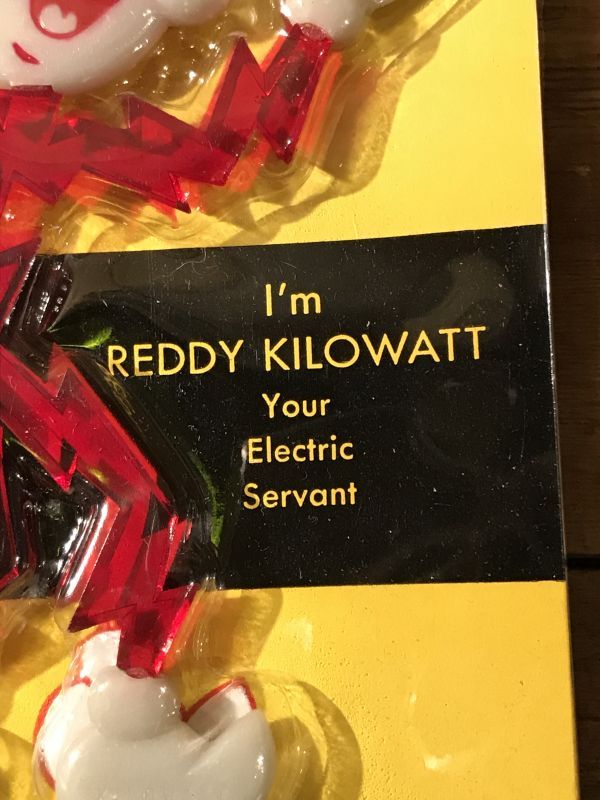 I'm
REDDY KILOWATT
Your
Electric
Servant